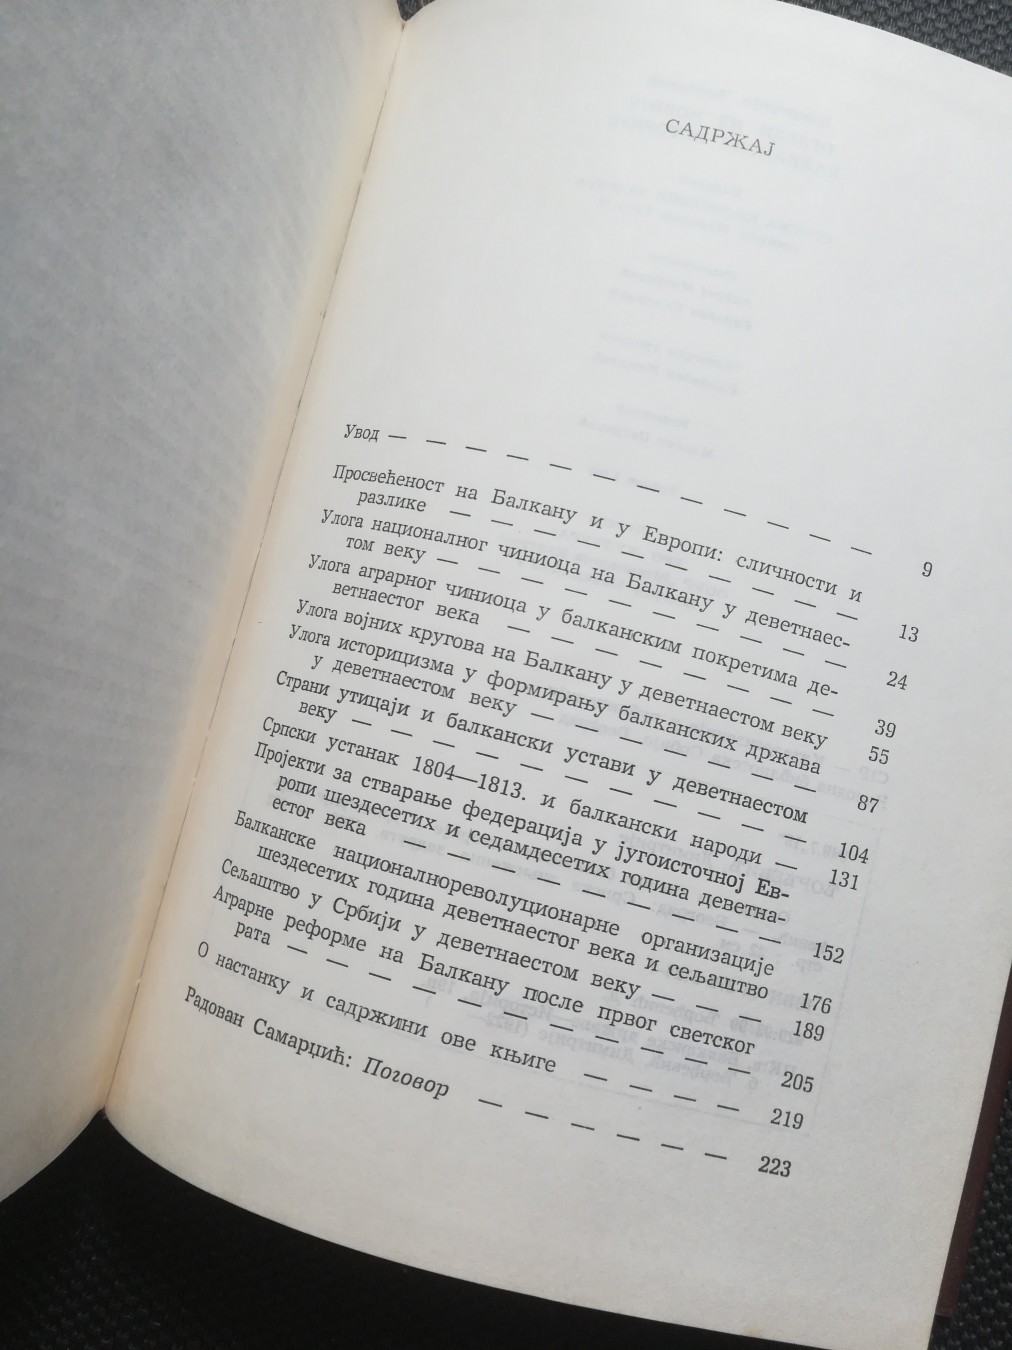 САДРЖАЈ
Увод — — — — — — — — — — — — 9
Просвећеност на Балкану и у Европи: сличности и
разлике — — — — — — — — — — 13
Улога националног чиниоца на Балкану у деветнаес-
том веку — — — — — — — — — — 24
Улога аграрног чиниоца у балканским покретима де-
ветнаестог века — — — — — — — — 39
Улога војних кругова на Балкану у деветнаестом веку 55
Улога историцизма у формирању балканских држава
у деветнаестом веку — — — — — — — 87
Страни утицаји и балкански устави у деветнаестом
веку — — — — — — — — — — — 104
Српски устанак 1804—1813. и балкански народи — 131
Пројекти за стварање федерација у југоисточној Ев-
ропи шездесетих и седамдесетих година деветна-
естог века — — — — — — — — — 152
Балканске националнореволуционарне организације
шездесетих година деветнаестог века и сељаштво 176
Сељаштво у Србији у деветнаестом веку — — — 189
Аграрне реформе на Балкану после првог светског
рата — — — — — — — — — — — 205
О настанку и садржини ове књиге — — — — 219
Радован Самарџић: Поговор — — — — — — 223